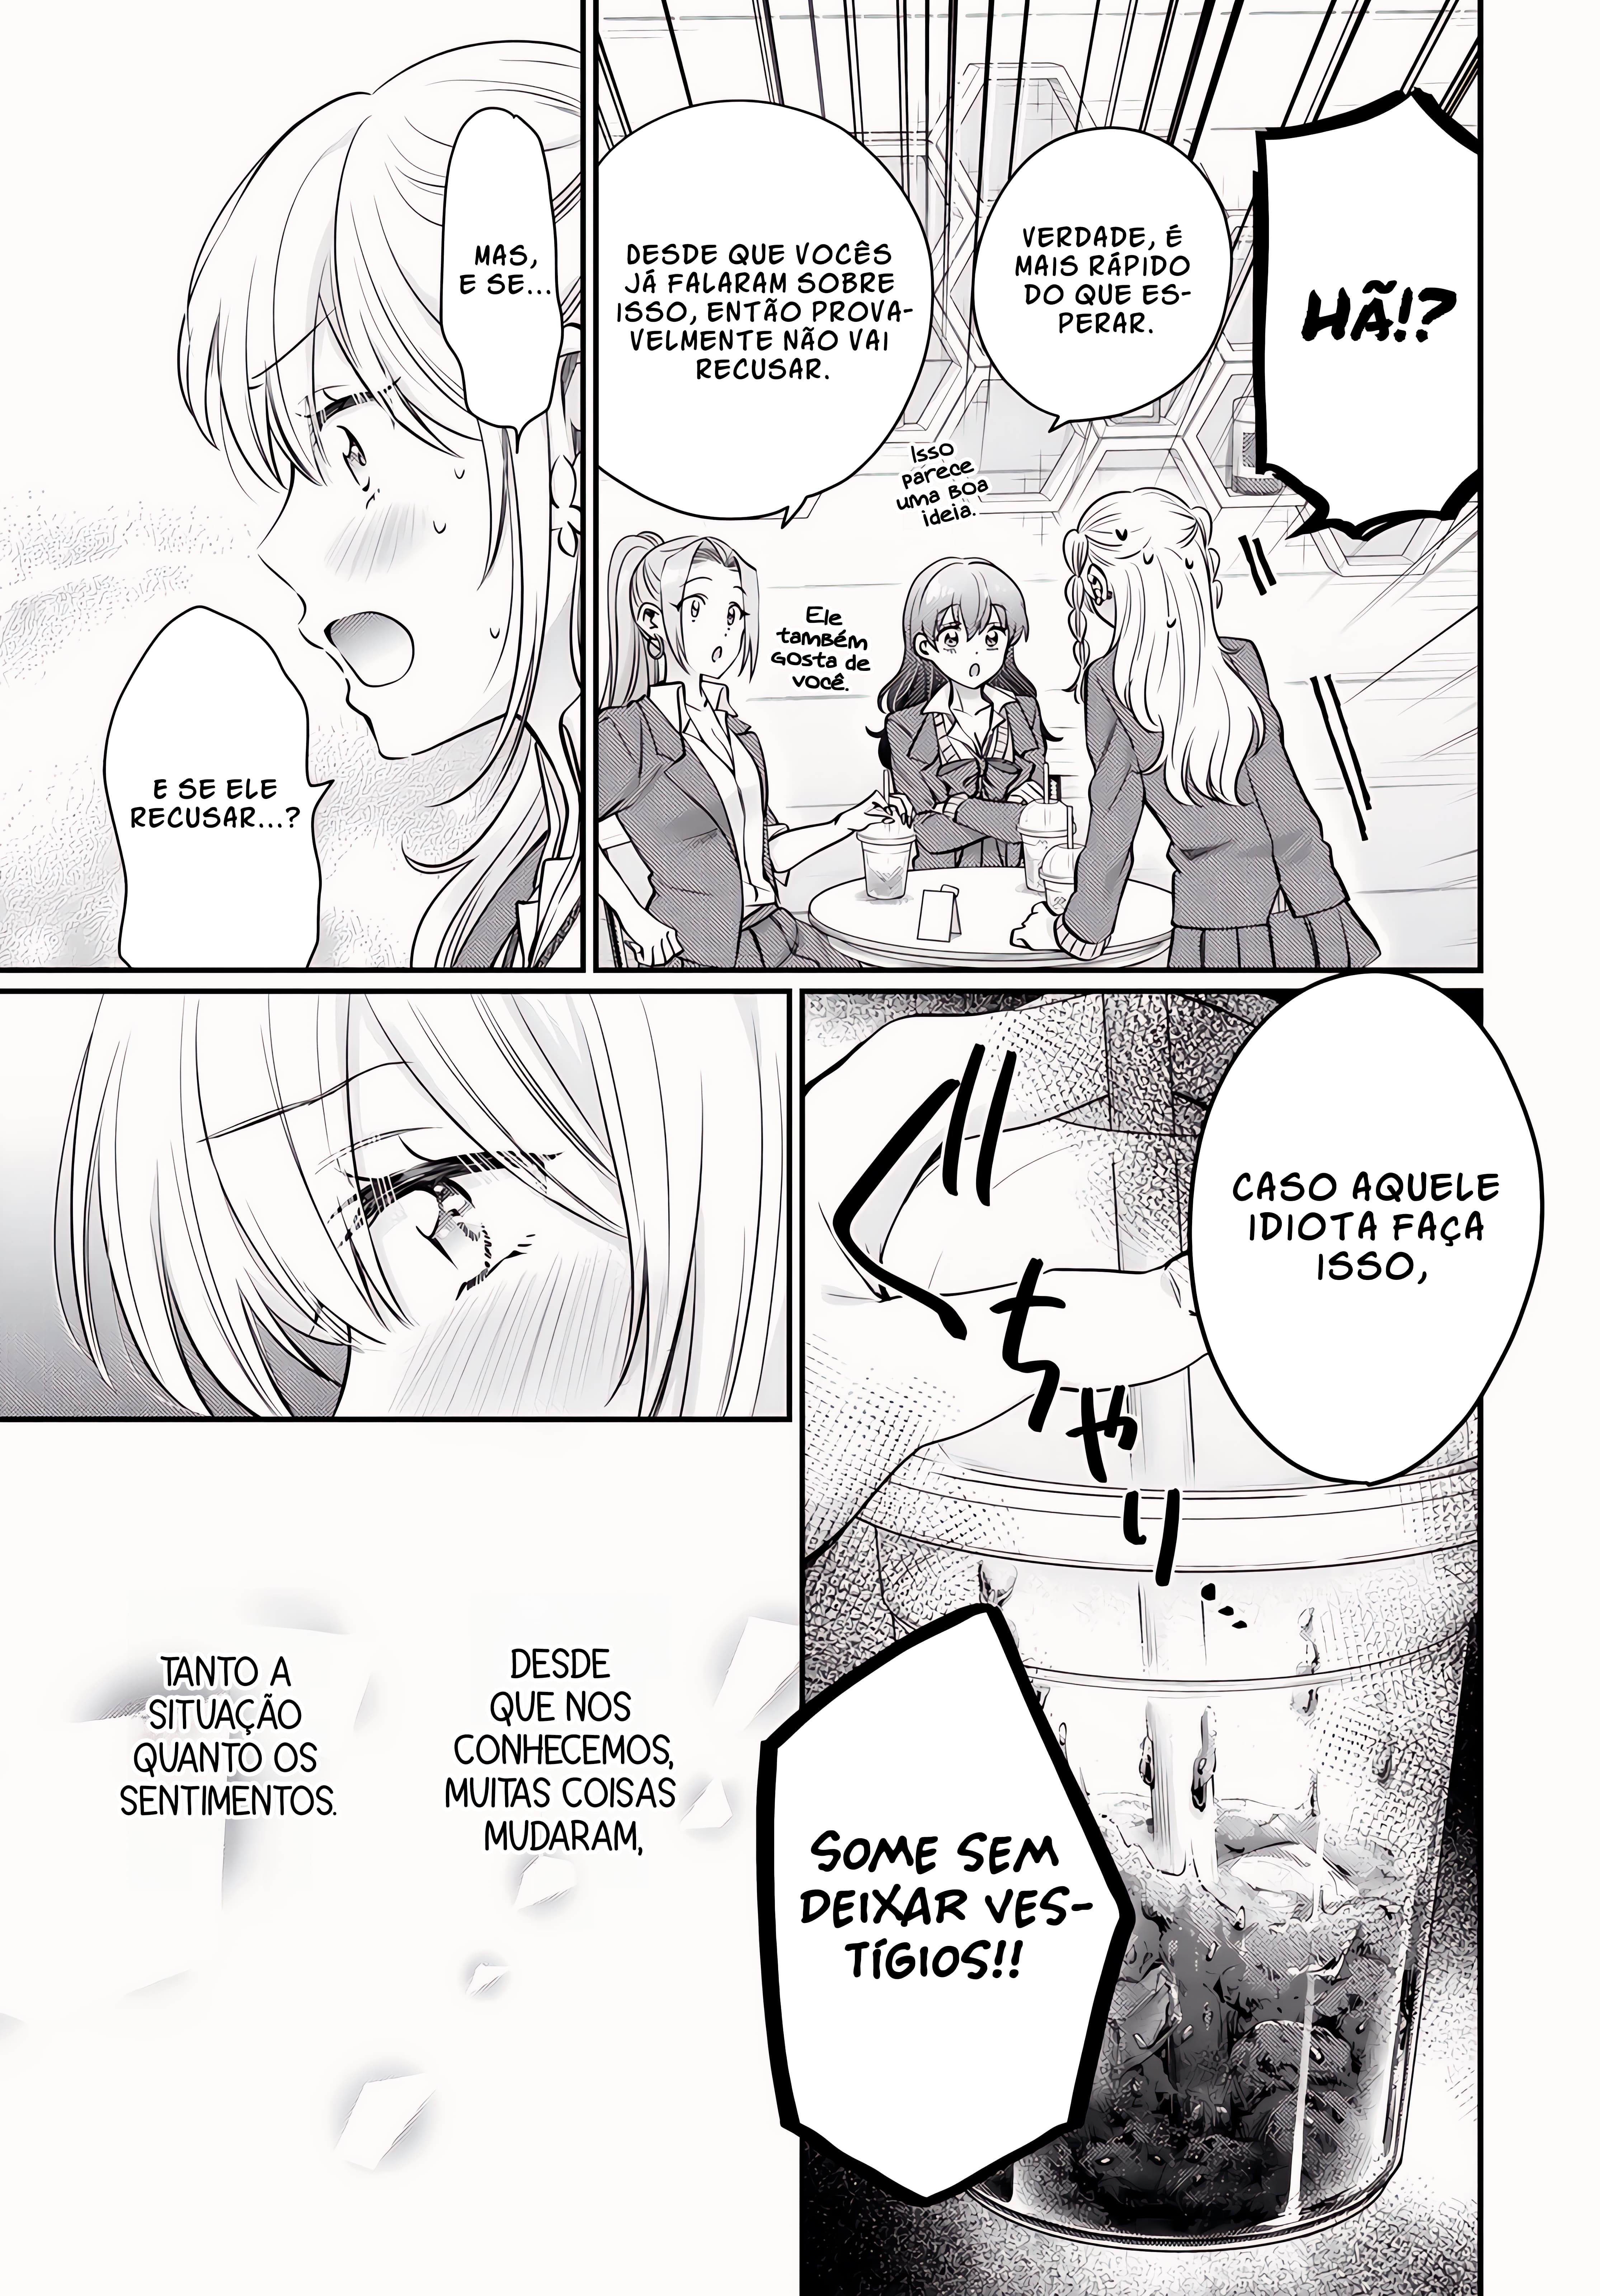 HÃ!?
VERDADE, É
MAIS RÁPIDO
DO QUE ES-
PERAR.
DESDE QUE VOCÊS
JÁ FALARAM SOBRE
ISSO, ENTÃO PROVA-
VELMENTE NÃO VAI
RECUSAR.
Isso
parece
uma boa
ideia.
Ele
também
gosta de
você.
MAS,
E SE...
E SE ELE
RECUSAR...?
CASO AQUELE
IDIOTA FAÇA
ISSO,
くちゃり…
SOME SEM
DEIXAR VES-
TÍGIOS!!
DESDE
QUE NOS
CONHECEMOS,
MUITAS COISAS
MUDARAM,
TANTO A
SITUAÇÃO
QUANTO OS
SENTIMENTOS.